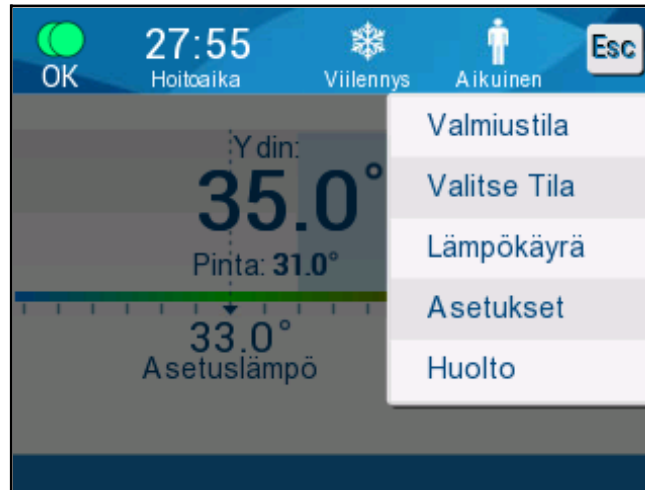 OK
27:55
Hoitoaika
Viilennys
Aikuinen
Esc
Ydin:
35.0°
Pinta: 31.0°
33.0°
Asetuslämpö
Valmiustila
Valitse Tila
Lämpökäyrä
Asetukset
Huolto